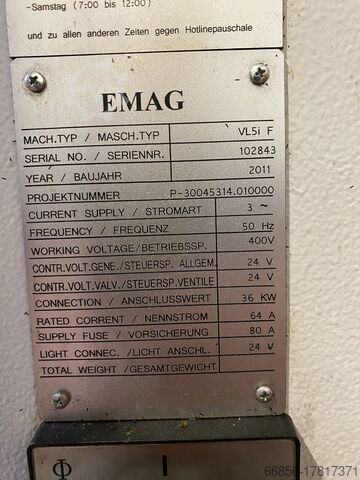 -Samstag (7:00 bis 12:00)
und zu allen anderen Zeiten gegen Hotlinepauschale
EMAG
MACH.TYP / MASCH.TYP VL5i F
SERIAL NO. / SERIENNR. 102843
YEAR / BAUJAHR 2011
PROJEKTNUMMER P-30045314.010000
CURRENT SUPPLY / STROMART 3 ~
FREQUENCY / FREQUENZ 50 Hz
WORKING VOLTAGE/BETRIEBSSP. 400V
CONTR.VOLT.GENE./STEUERSP. ALLGEM. 24 V
CONTR.VOLT.VALV./STEUERSP.VENTILE 24 V
CONNECTION / ANSCHLUSSWERT 36 KW
RATED CORRENT / NENNSTROM 64 A
SUPPLY FUSE / VORSICHERUNG 80 A
LIGHT CONNEC. /LICHT ANSCHL. 24 V
TOTAL WEIGHT /GESAMTGEWICHT
Φ I
66856-17817371